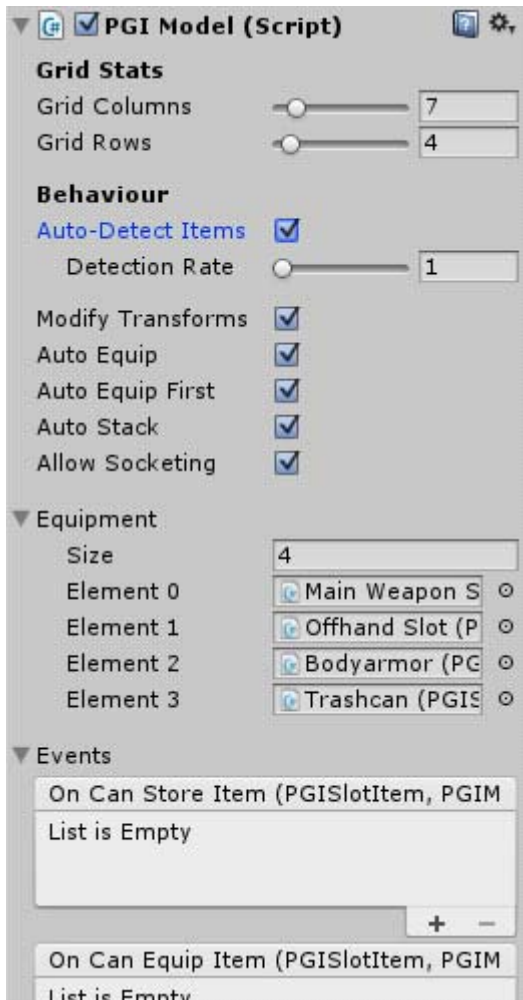 PGI Model (Script)
Grid Stats
Grid Columns 7
Grid Rows 4
Behaviour
Auto-Detect Items
Detection Rate 1
Modify Transforms
Auto Equip
Auto Equip First
Auto Stack
Allow Socketing
Equipment
Size 4
Element 0 Main Weapon S
Element 1 Offhand Slot (P
Element 2 Bodyarmor (PG
Element 3 Trashcan (PGIS
Events
On Can Store Item (PGISlotItem, PGIM
List is Empty
+ −
On Can Equip Item (PGISlotItem, PGIM
List is Empty